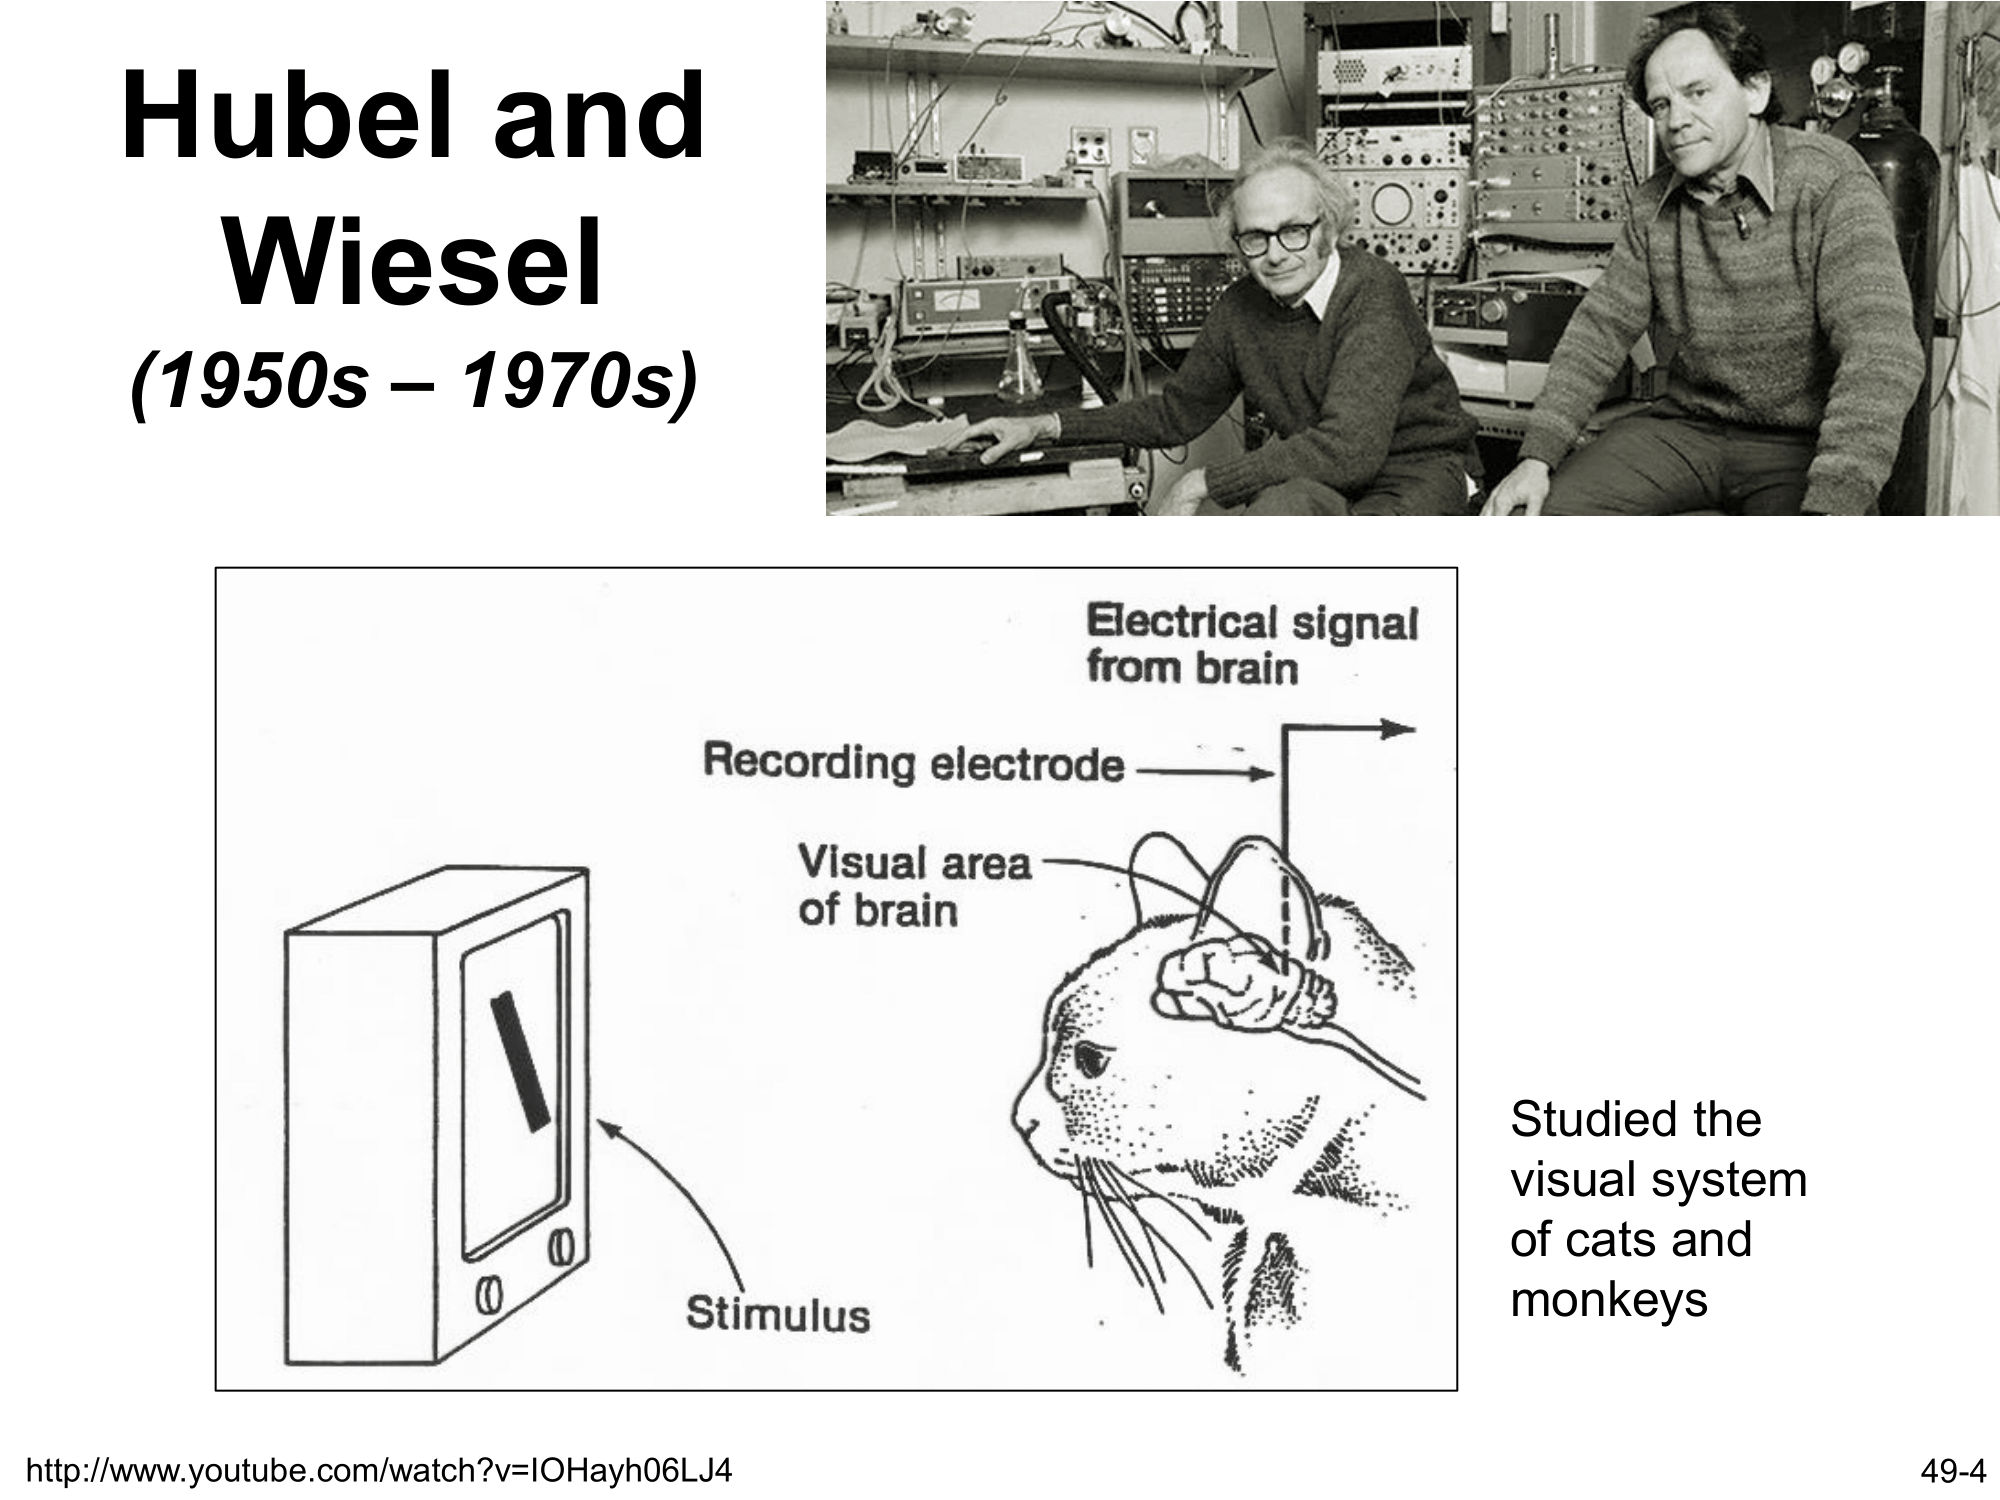 Hubel and
Wiesel
(1950s – 1970s)
Electrical signal
from brain
Recording electrode
Visual area
of brain
Stimulus
Studied the
visual system
of cats and
monkeys
http://www.youtube.com/watch?v=IOHayh06LJ4
49-4